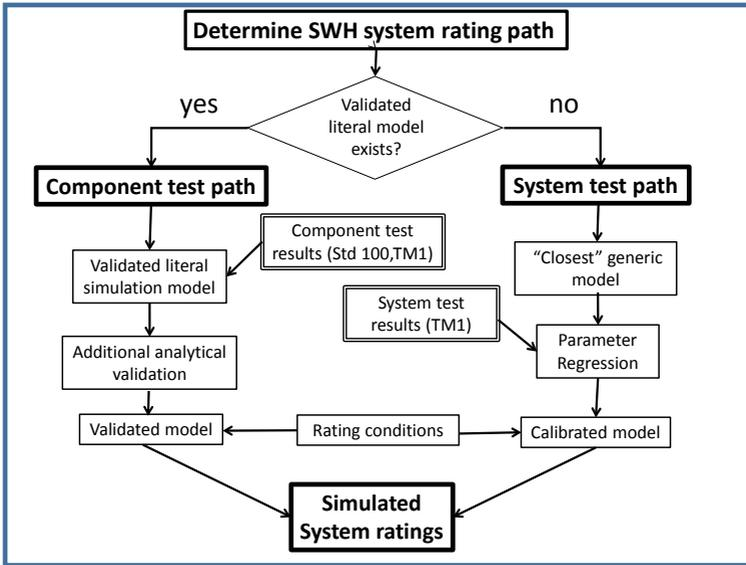 Determine SWH system rating path
yes
Validated
literal model
exists?
no
Component test path
System test path
Component test
results (Std 100,TM1)
Validated literal
simulation model
"Closest" generic
model
System test
results (TM1)
Additional analytical
validation
Parameter
Regression
Validated model
Rating conditions
Calibrated model
Simulated
System ratings